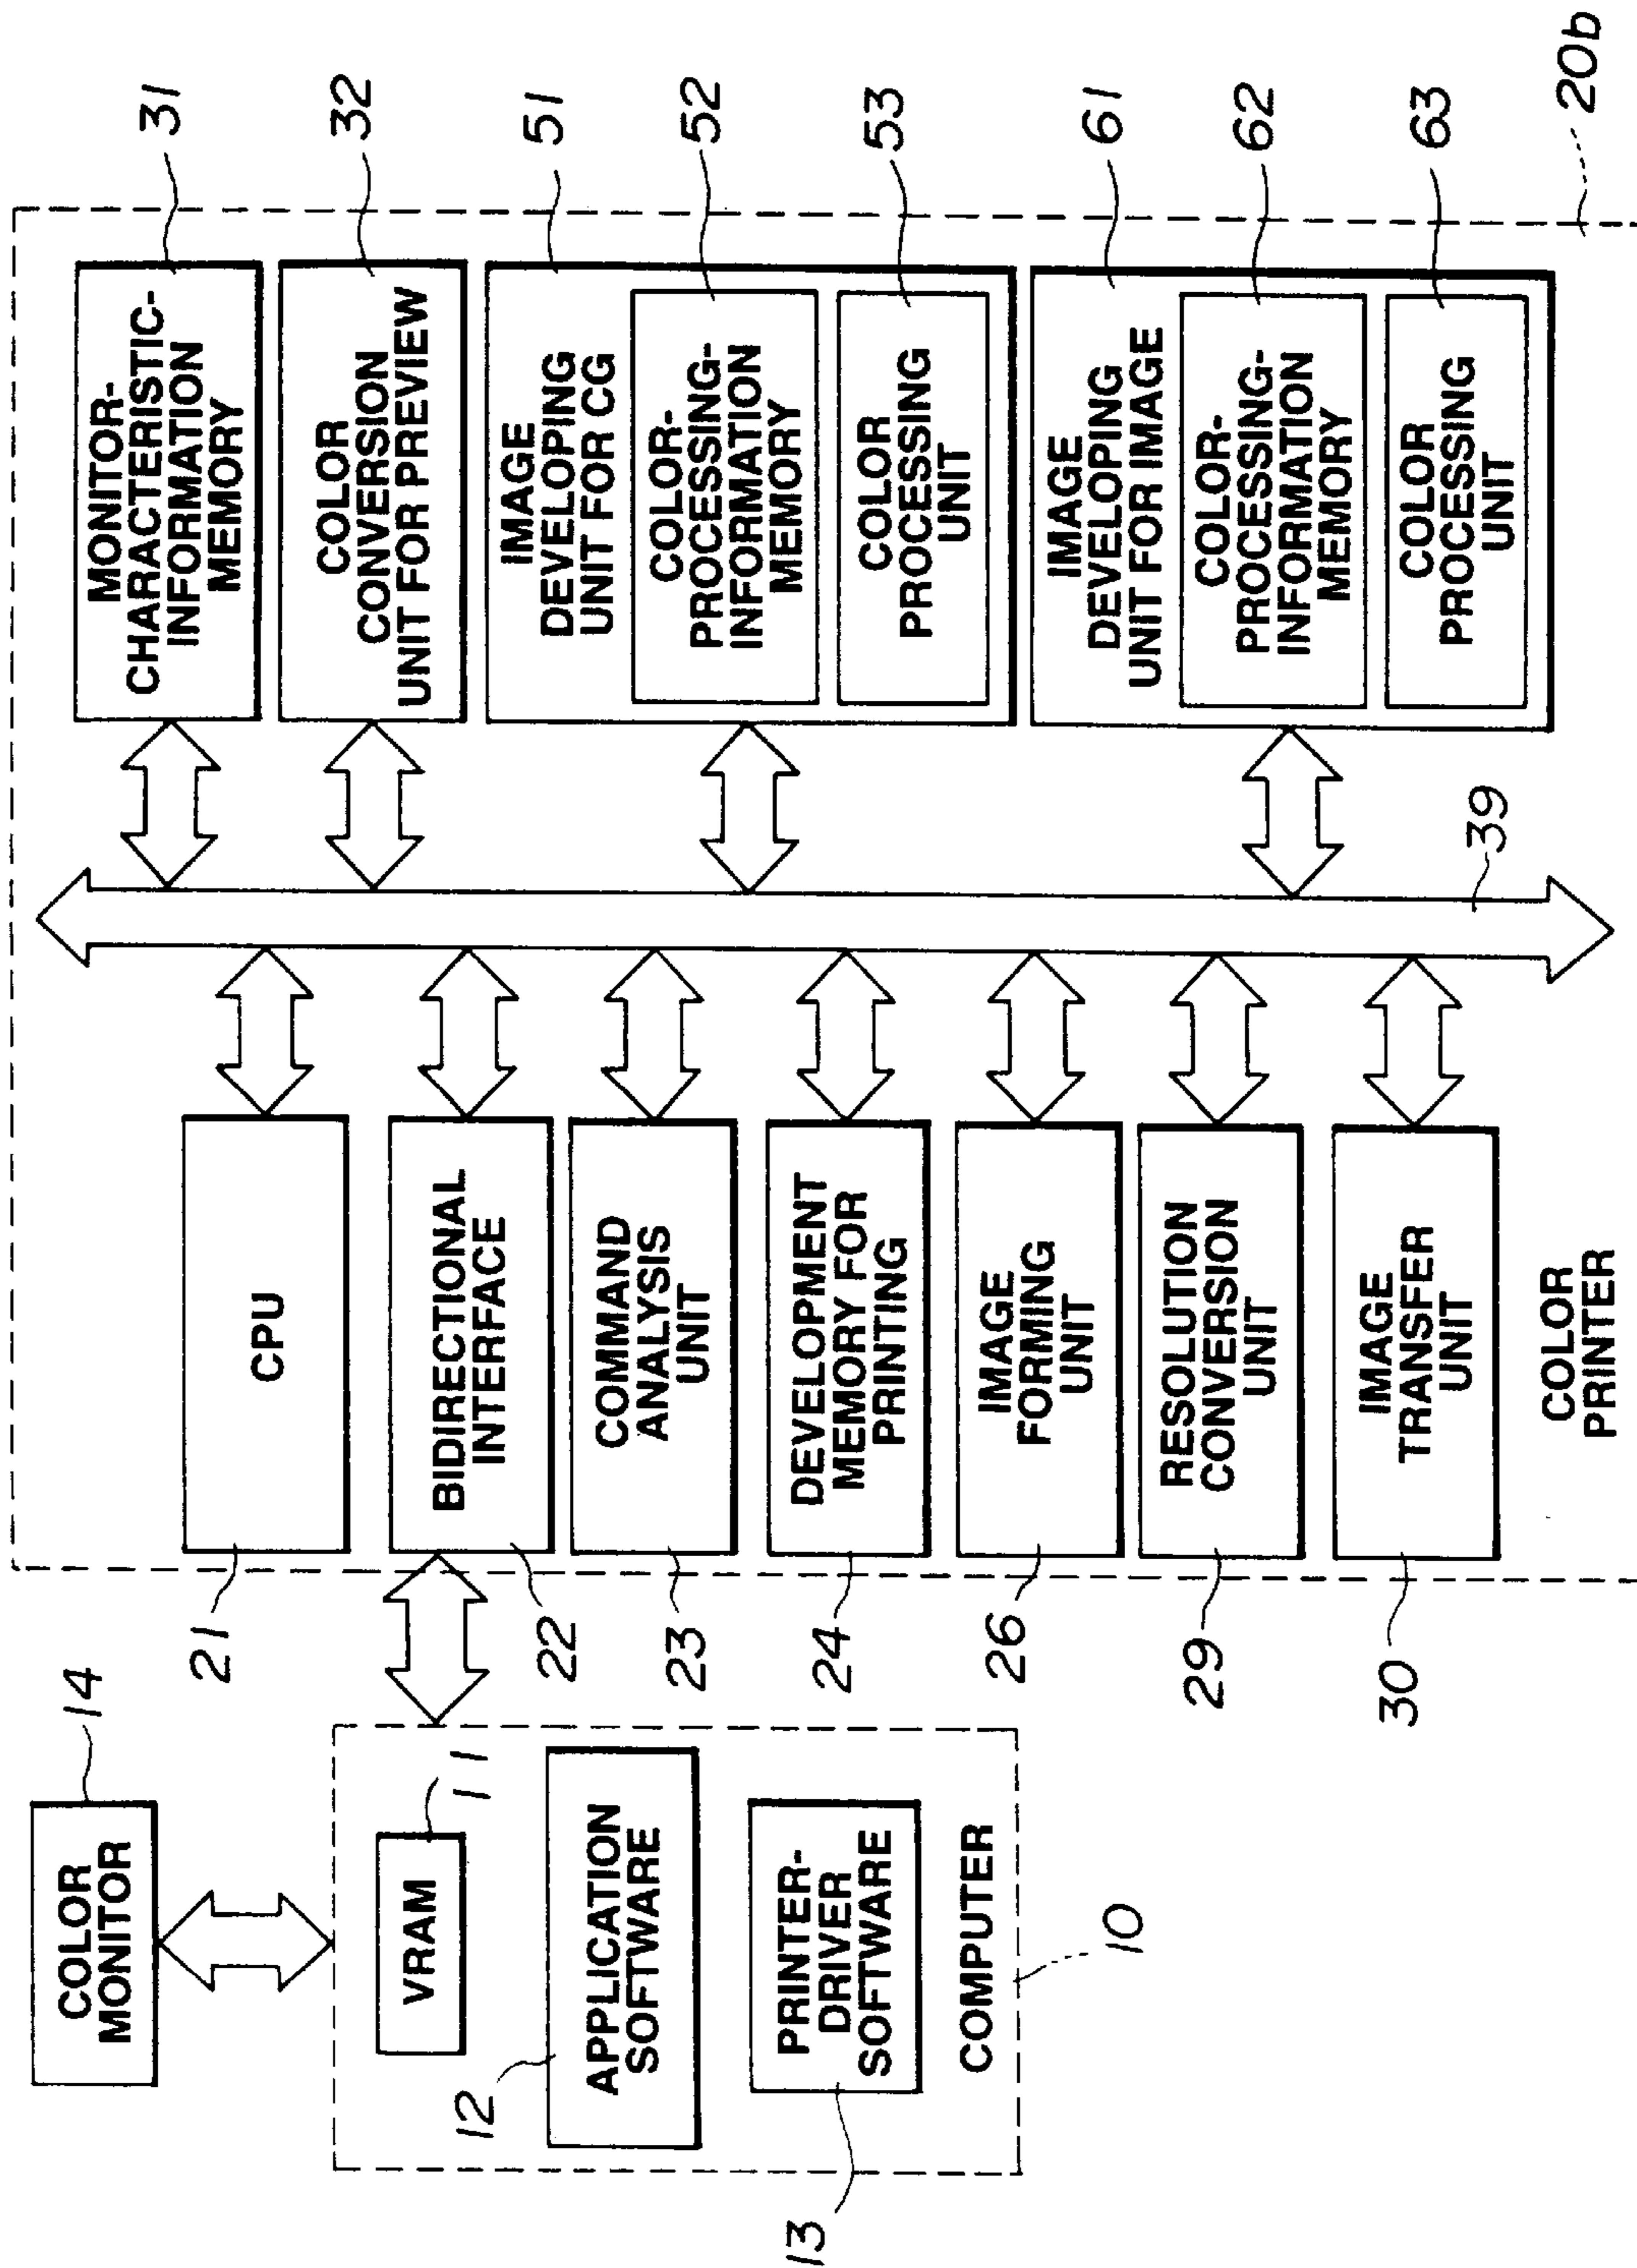 COLOR
MONITOR
14
VRAM
11
APPLICATION
SOFTWARE
12
PRINTER-
DRIVER
SOFTWARE
13
COMPUTER
10
CPU
21
BIDIRECTIONAL
INTERFACE
22
COMMAND
ANALYSIS
UNIT
23
DEVELOPMENT
MEMORY FOR
PRINTING
24
IMAGE
FORMING
UNIT
26
RESOLUTION
CONVERSION
UNIT
29
IMAGE
TRANSFER
UNIT
30
COLOR
PRINTER
39
MONITOR-
CHARACTERISTIC-
INFORMATION
MEMORY
31
COLOR
CONVERSION
UNIT FOR PREVIEW
32
IMAGE
DEVELOPING
UNIT FOR CG
51
COLOR-
PROCESSING-
INFORMATION
MEMORY
52
COLOR
PROCESSING
UNIT
53
IMAGE
DEVELOPING
UNIT FOR IMAGE
61
COLOR-
PROCESSING-
INFORMATION
MEMORY
62
COLOR
PROCESSING
UNIT
63
20b